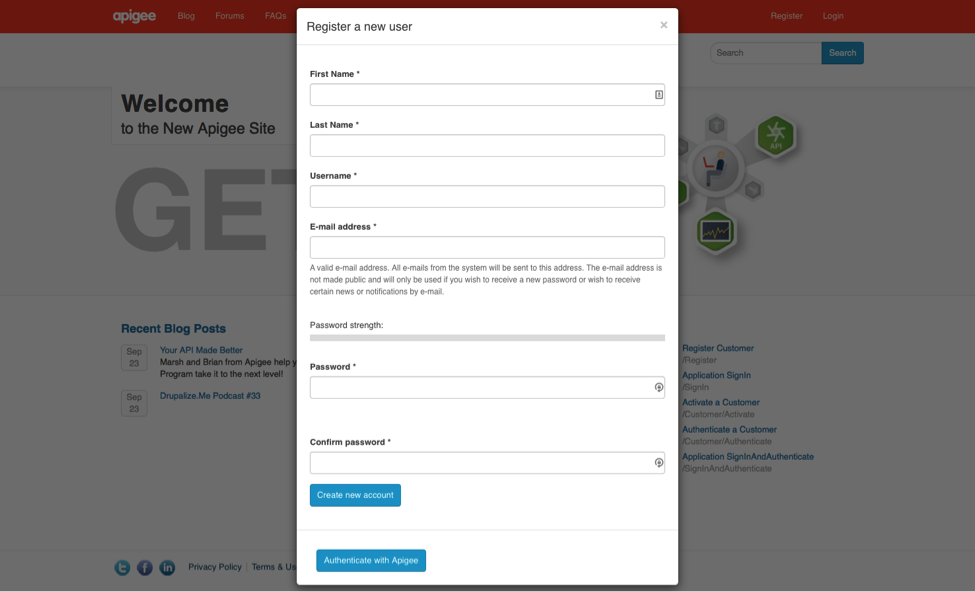 apigee
Blog
Forums
FAQs
Register
Login
Search
Search
Welcome
to the New Apigee Site
GET
API
Register a new user
×
First Name *
Last Name *
Username *
E-mail address *
A valid e-mail address. All e-mails from the system will be sent to this address. The e-mail address is
not made public and will only be used if you wish to receive a new password or wish to receive
certain news or notifications by e-mail.
Password strength:
Password *
Confirm password *
Create new account
Authenticate with Apigee
Recent Blog Posts
Sep
23
Your API Made Better
Marsh and Brian from Apigee help y
Program take it to the next level!
Sep
23
Drupalize.Me Podcast #33
Register Customer
/Register
Application SignIn
/SignIn
Activate a Customer
/Customer/Activate
Authenticate a Customer
/Customer/Authenticate
Application SignInAndAuthenticate
/SignInAndAuthenticate
Privacy Policy | Terms & Us